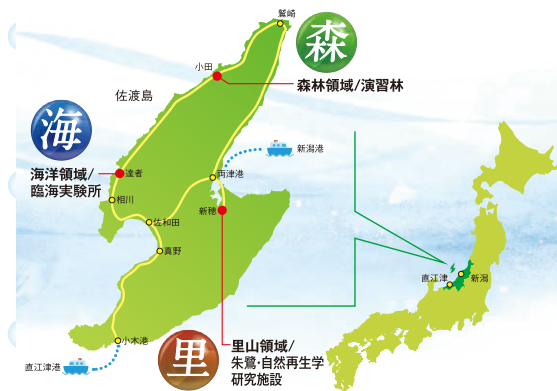 鷲崎
森
小田
森林領域/演習林
佐渡島
海
新潟港
海洋領域/
臨海実験所
達者
両津港
相川
新穂
佐和田
真野
直江津
新潟
小木港
里
里山領域/
朱鷺・自然再生学
研究施設
直江津港